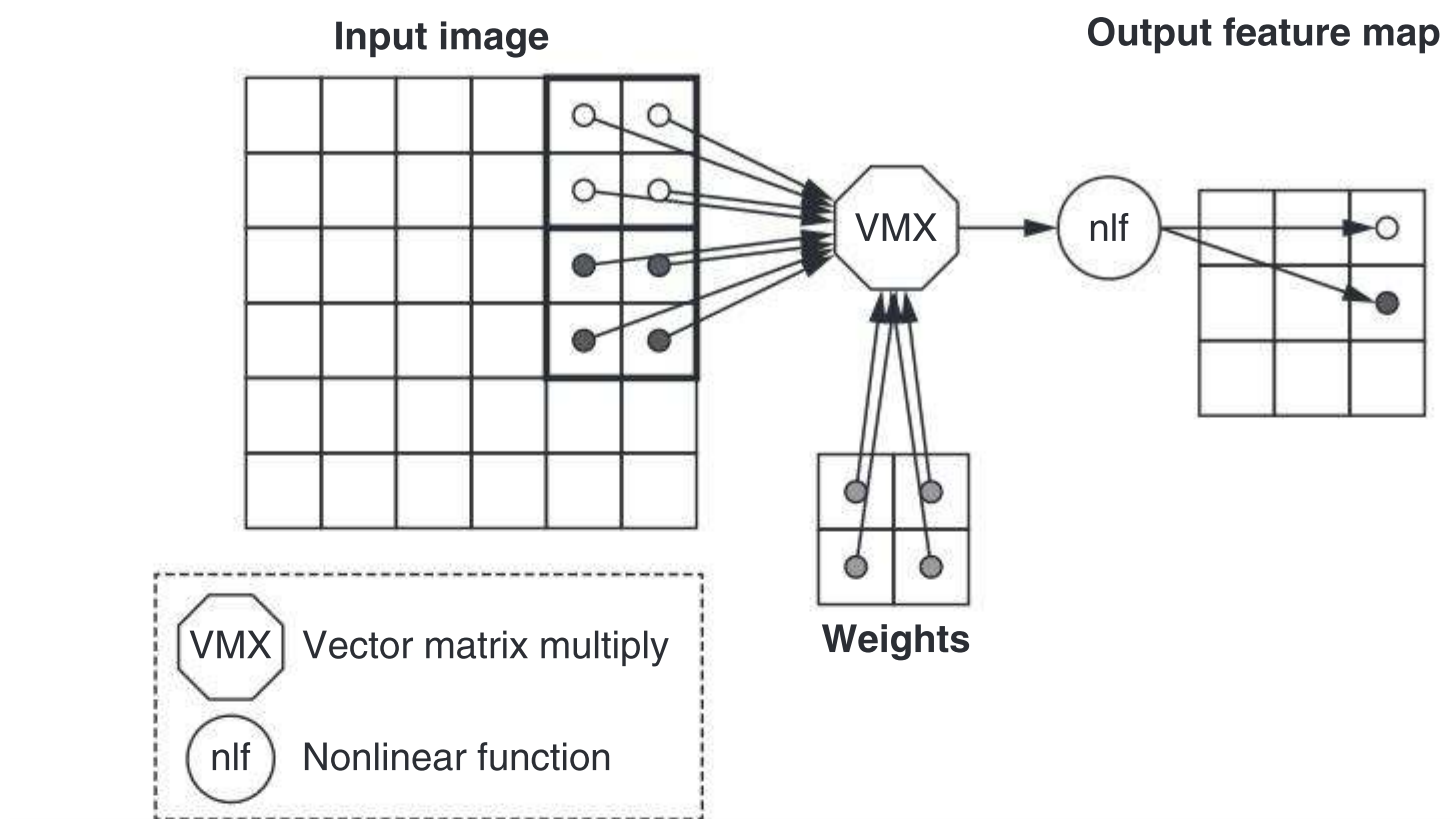 Input image
Output feature map
VMX
nlf
Weights
VMX Vector matrix multiply
nlf Nonlinear function